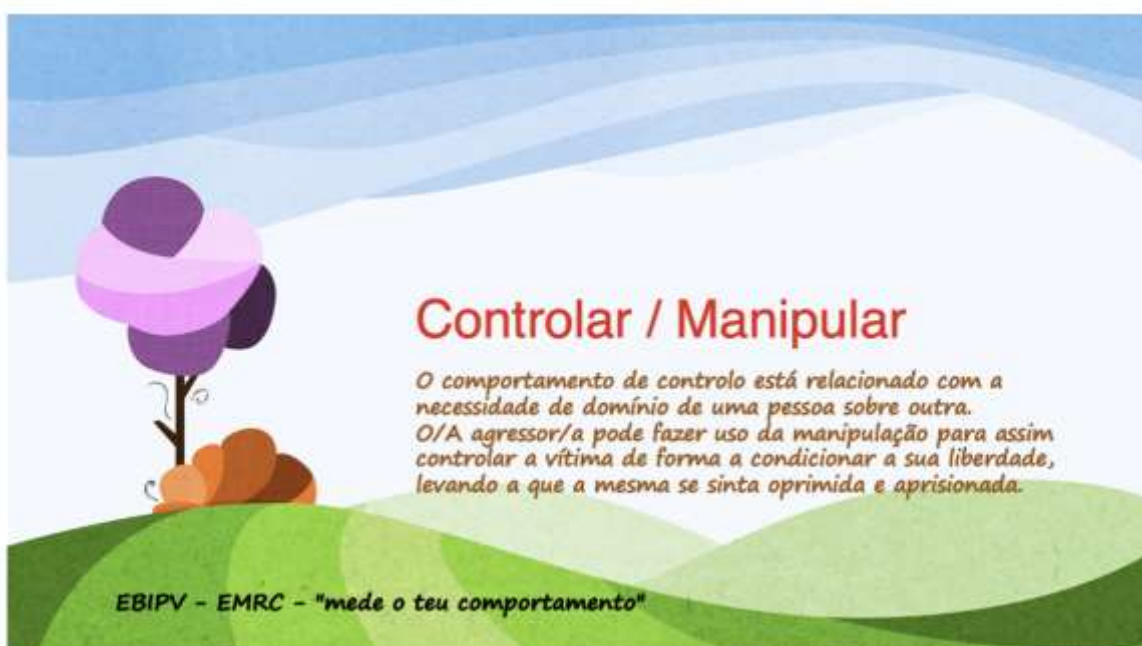 Controlar / Manipular
O comportamento de controlo está relacionado com a
necessidade de domínio de uma pessoa sobre outra.
O/A agressor/a pode fazer uso da manipulação para assim
controlar a vítima de forma a condicionar a sua liberdade,
levando a que a mesma se sinta oprimida e aprisionada.
EBIPV - EMRC - "mede o teu comportamento"